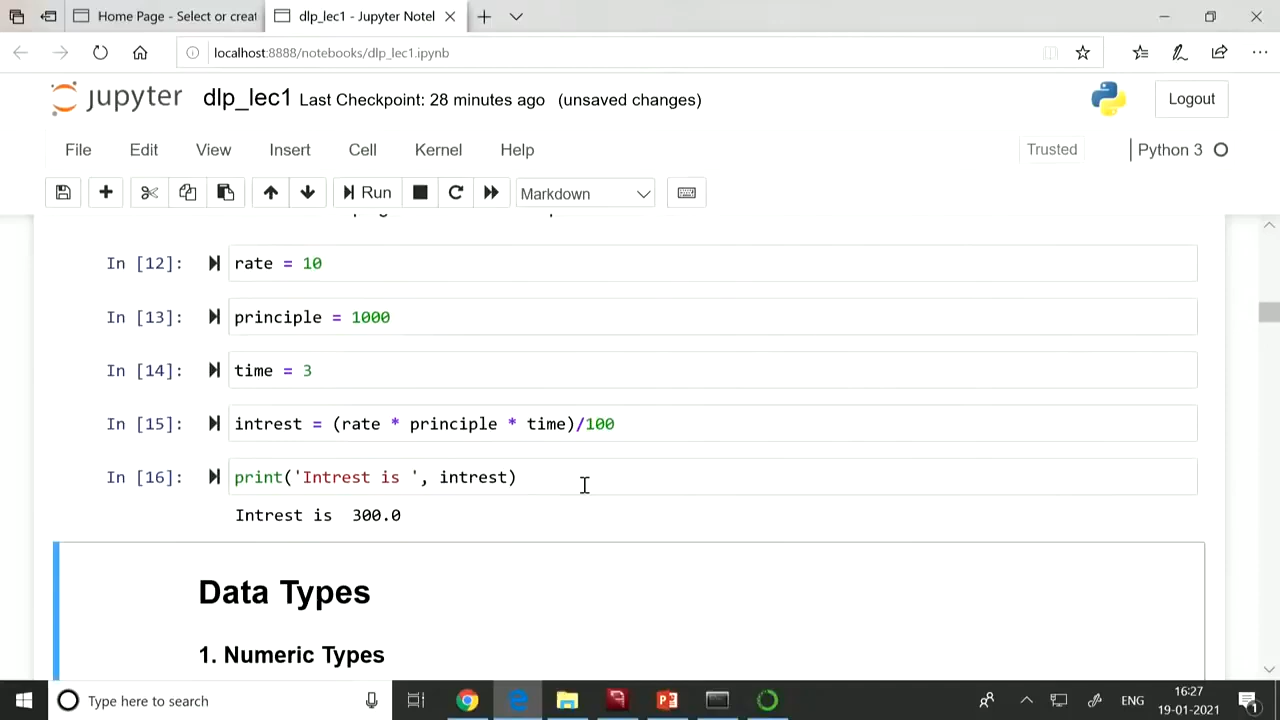 Home Page - Select or creat
dlp_lec1 - Jupyter Notel
localhost:8888/notebooks/dlp_lec1.ipynb
jupyter dlp_lec1 Last Checkpoint: 28 minutes ago (unsaved changes)
Logout
File Edit View Insert Cell Kernel Help
Trusted
Python 3
Run
Markdown
In [12]: rate = 10
In [13]: principle = 1000
In [14]: time = 3
In [15]: intrest = (rate * principle * time)/100
In [16]: print('Intrest is ', intrest)
Intrest is  300.0
Data Types
1. Numeric Types
Type here to search
ENG
16:27
19-01-2021
1